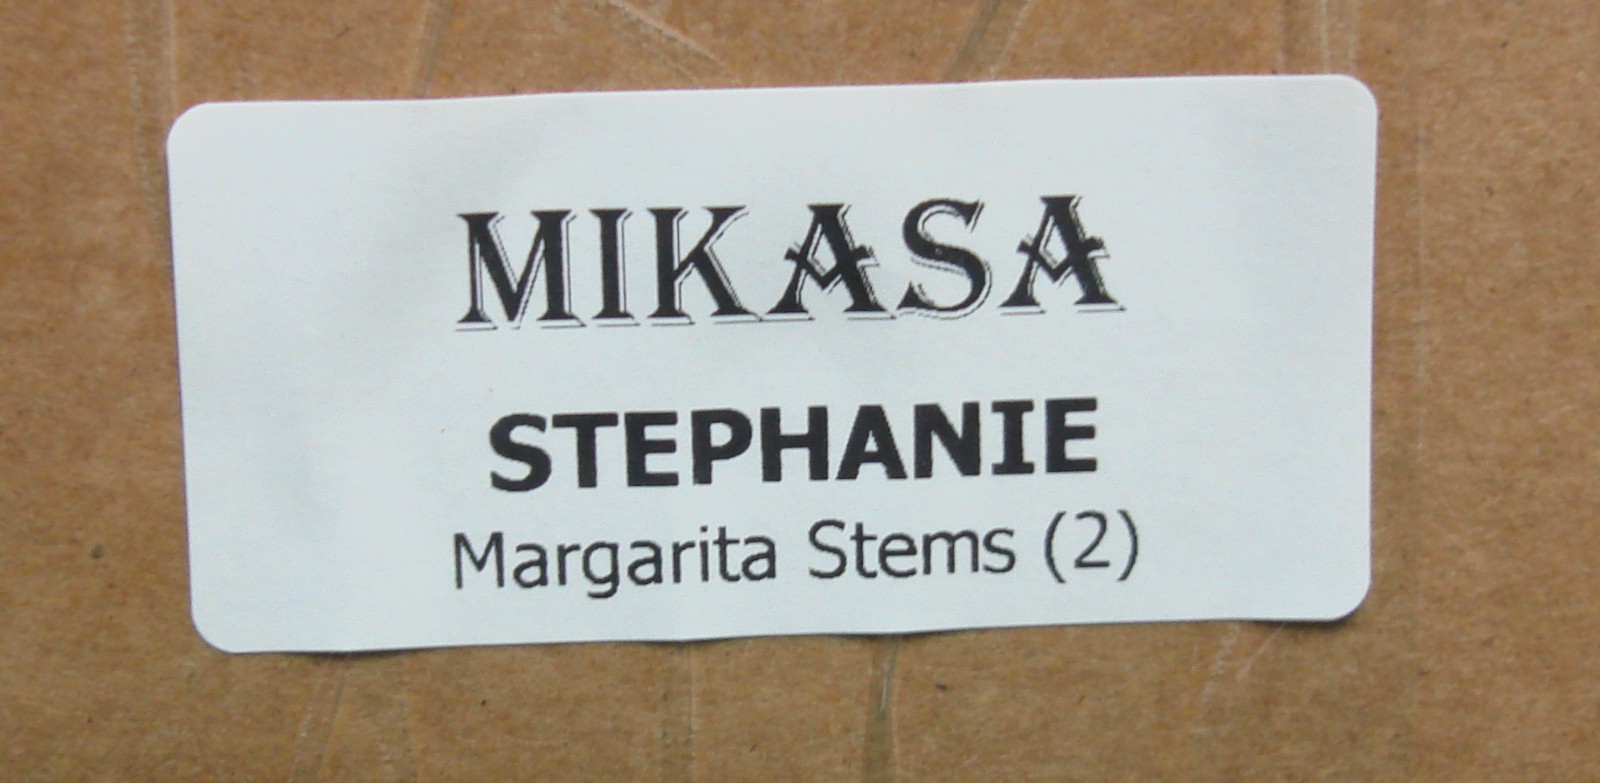 MIKASA
STEPHANIE
Margarita Stems (2)